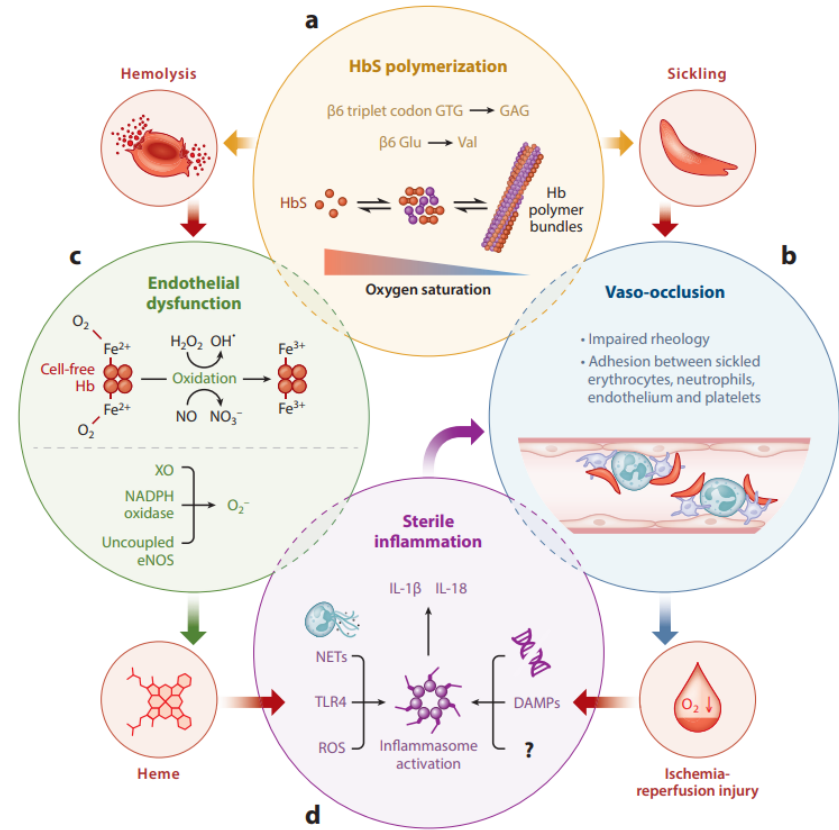 a
HbS polymerization
β6 triplet codon GTG → GAG
β6 Glu → Val
HbS
Hb
polymer
bundles
Oxygen saturation
Hemolysis
Sickling
b
Vaso-occlusion
• Impaired rheology
• Adhesion between sickled
erythrocytes, neutrophils,
endothelium and platelets
c
Endothelial
dysfunction
O₂
Fe²⁺
Cell-free
Hb
Fe²⁺
O₂
H₂O₂ OH•
Oxidation
NO NO₃⁻
Fe³⁺
Fe³⁺
XO
NADPH
oxidase
Uncoupled
eNOS
O₂⁻
Sterile
inflammation
IL-1β IL-18
NETs
TLR4
ROS
Inflammasome
activation
DAMPs
?
d
Heme
O₂ ↓
Ischemia-
reperfusion injury